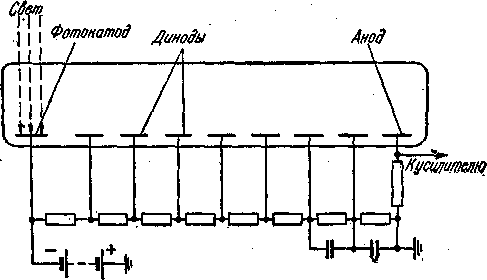 Свет
Фотокатод
Диноды
Анод
К усилителю
− +